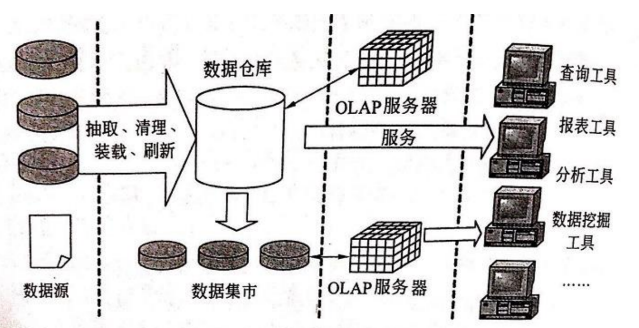 数据仓库
OLAP服务器
查询工具
抽取、清理、
装载、刷新
服务
报表工具
分析工具
数据挖掘
工具
数据源
数据集市
OLAP服务器
……